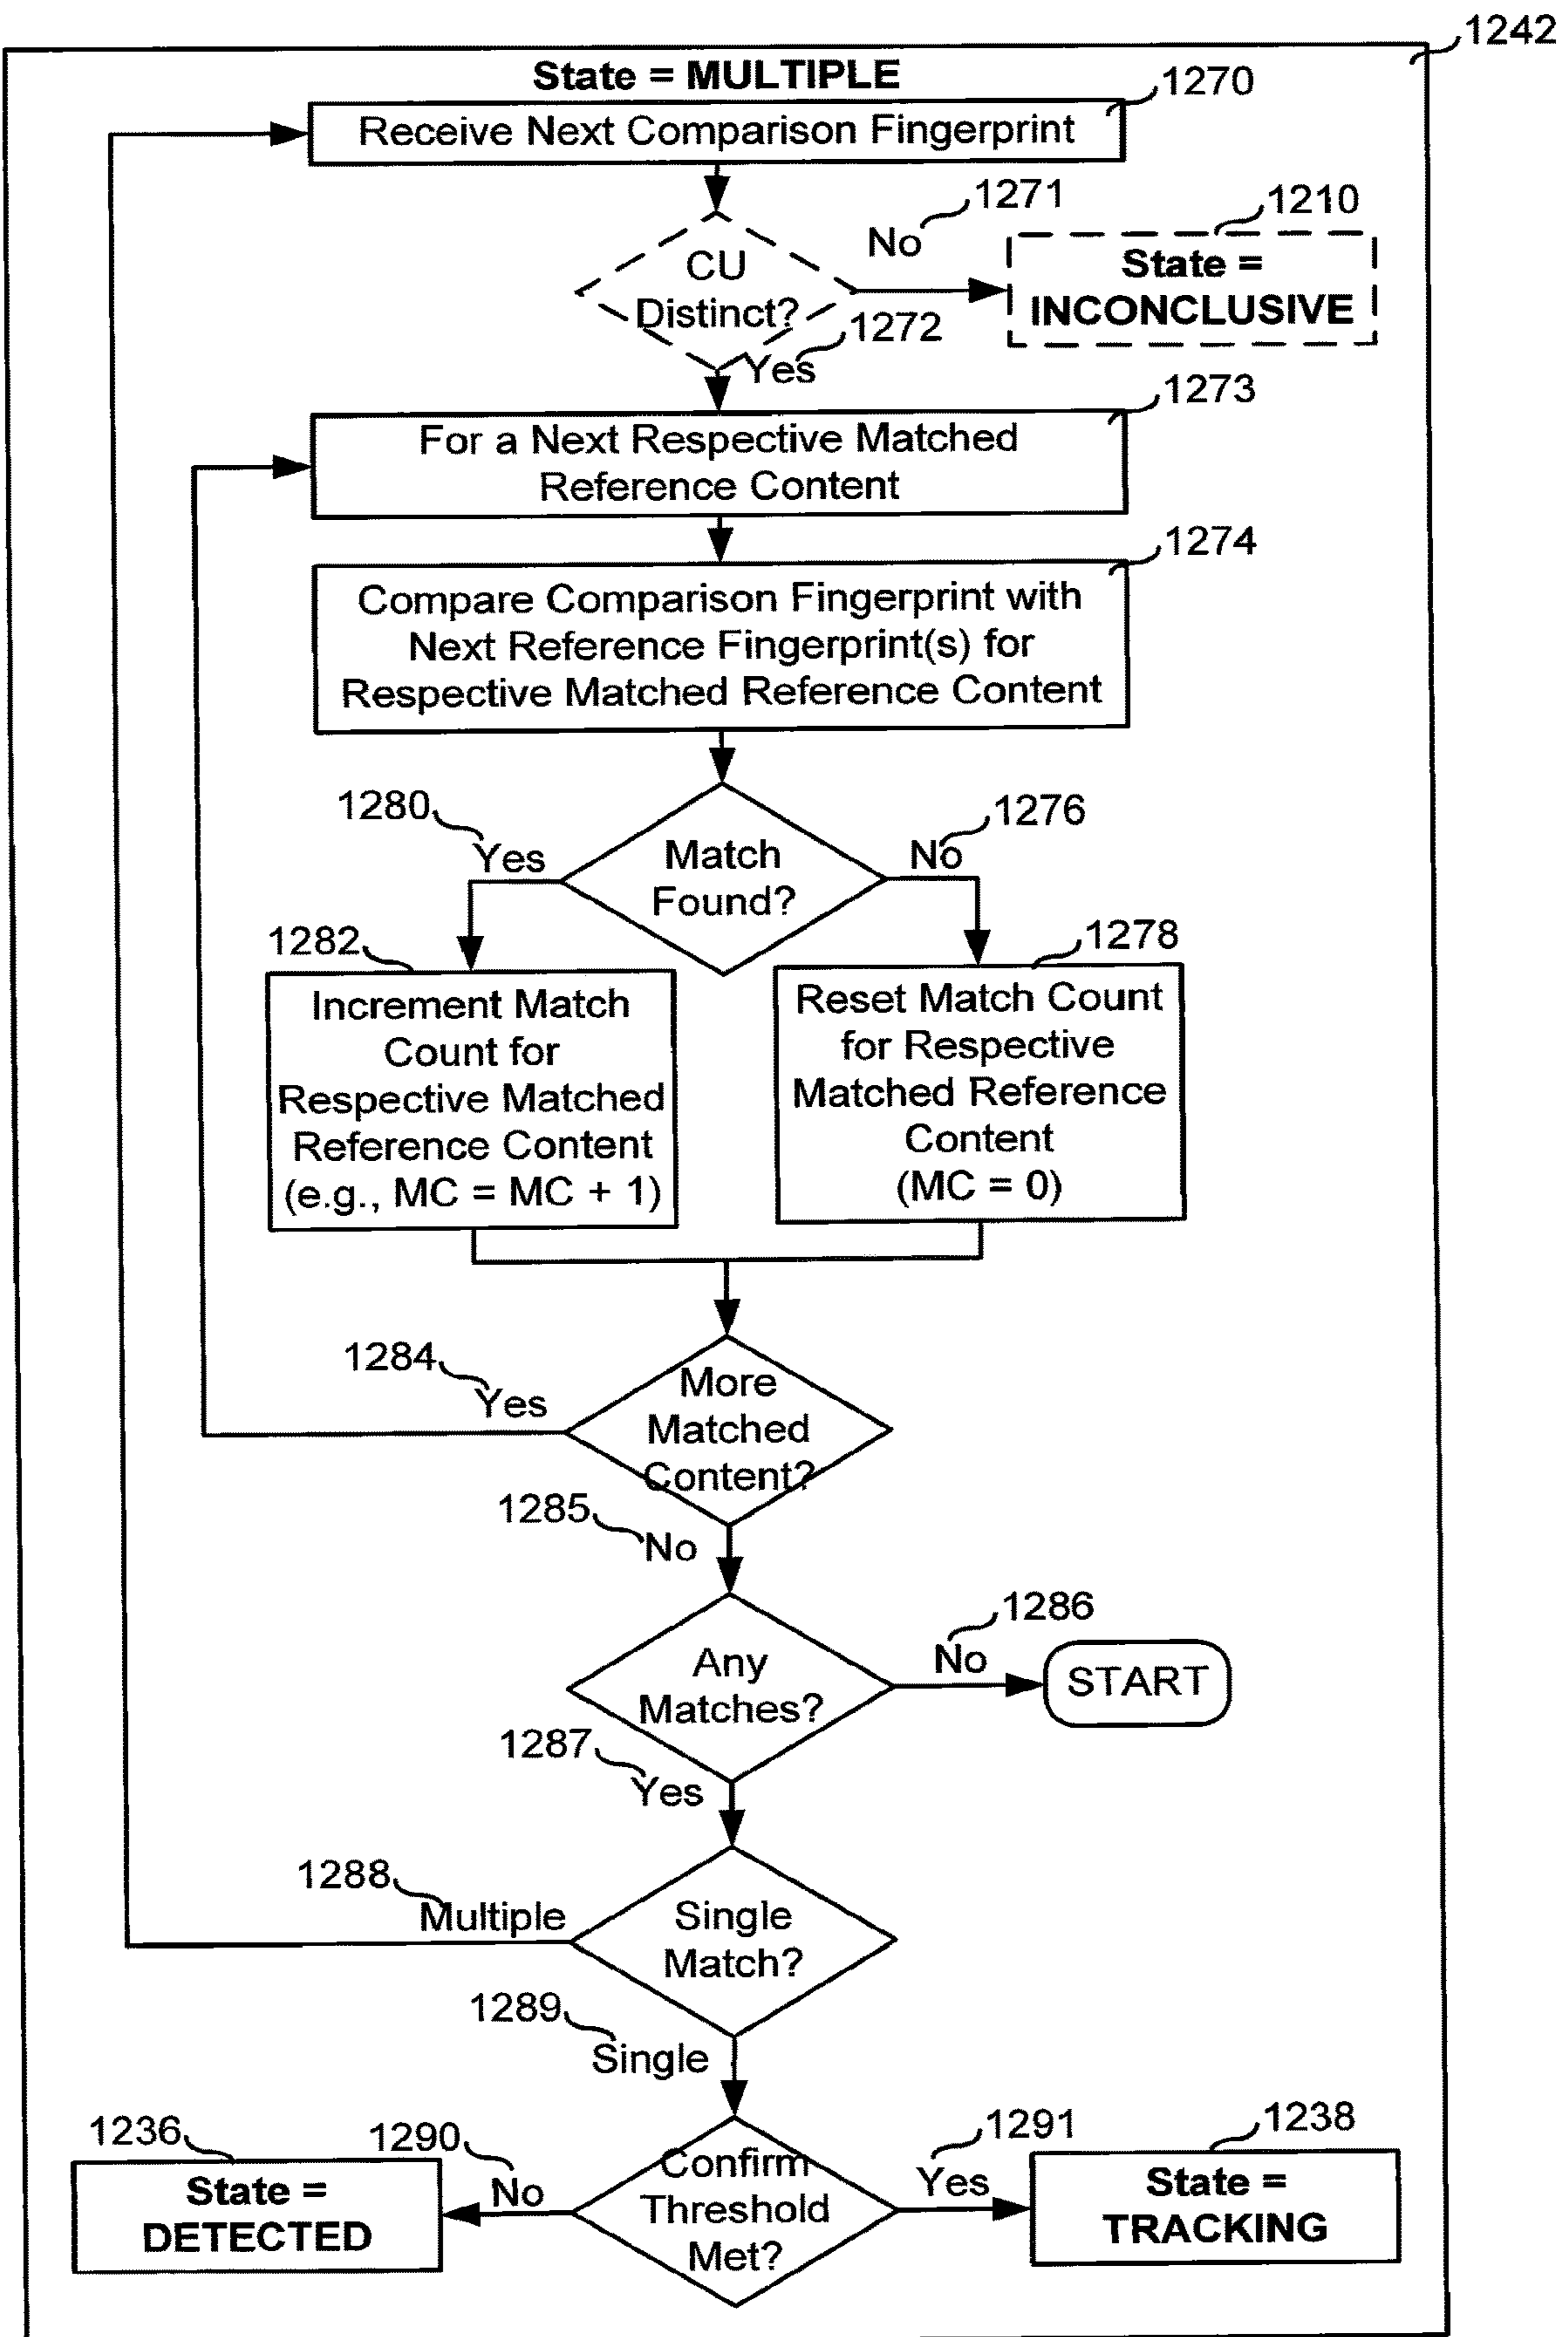 1242
State = MULTIPLE
1270
Receive Next Comparison Fingerprint
1271
No
1210
State =
INCONCLUSIVE
CU
Distinct?
1272
Yes
1273
For a Next Respective Matched
Reference Content
1274
Compare Comparison Fingerprint with
Next Reference Fingerprint(s) for
Respective Matched Reference Content
1280
Yes
1276
No
Match
Found?
1282
Increment Match
Count for
Respective Matched
Reference Content
(e.g., MC = MC + 1)
1278
Reset Match Count
for Respective
Matched Reference
Content
(MC = 0)
1284
Yes
More
Matched
Content?
1285
No
1286
No
START
Any
Matches?
1287
Yes
1288
Multiple
Single
Match?
1289
Single
1236
State =
DETECTED
1290
No
Confirm
Threshold
Met?
1291
Yes
1238
State =
TRACKING